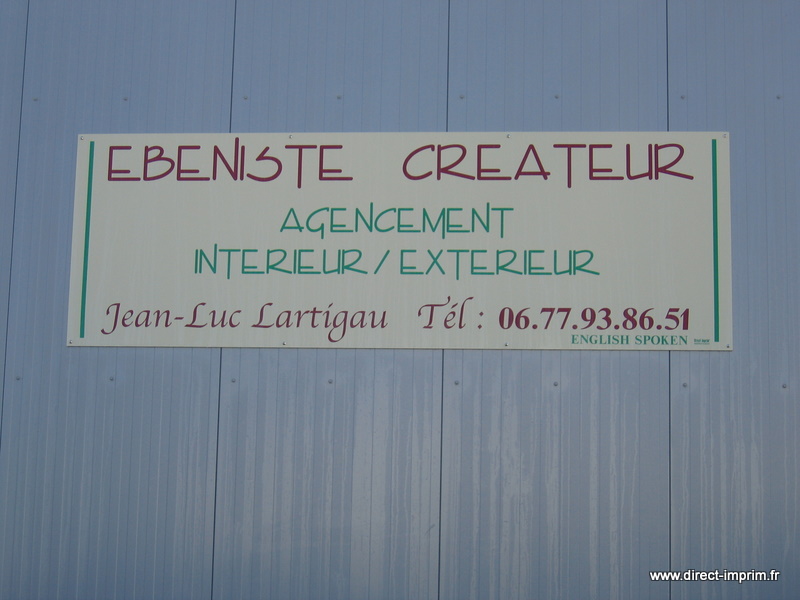 EBENISTE CREATEUR
AGENCEMENT
INTERIEUR / EXTERIEUR
Jean-Luc Lartigau Tél : 06.77.93.86.51
ENGLISH SPOKEN
www.direct-imprim.fr